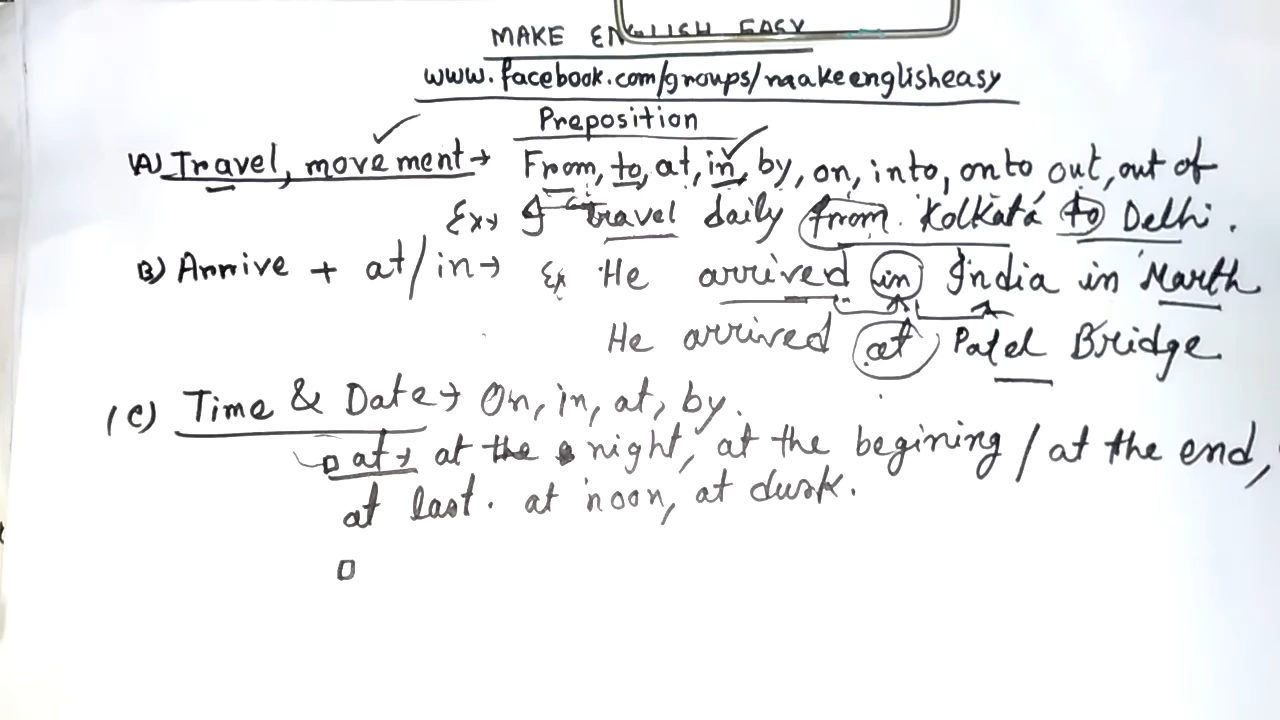 MAKE ENGLISH EASY
www.facebook.com/groups/makeenglisheasy
Preposition
(A) Travel, movement → From, to, at, in, by, on, into, onto out, out of
Ex→ I travel daily from Kolkata to Delhi.
B) Arrive + at/in → Ex He arrived in India in Marth
He arrived at Patel Bridge
(C) Time & Date → On, in, at, by.
at → at the night, at the begining / at the end,
at last. at noon, at dusk.